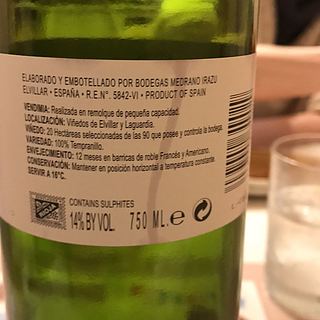 ELABORADO Y EMBOTELLADO POR BODEGAS MEDRANO IRAZU
ELVILLAR • ESPAÑA • R.E.Nº. 5842-VI • PRODUCT OF SPAIN
VENDIMIA: Realizada en remolque de pequeña capacidad.
LOCALIZACIÓN: Viñedos de Elvillar y Laguardia.
VIÑEDO: 20 Hectáreas seleccionadas de las 90 que posee y controla la bodega.
VARIEDAD: 100% Tempranillo.
ENVEJECIMIENTO: 12 meses en barricas de roble Francés y Americano.
CONSERVACIÓN: Mantener en posición horizontal a temperatura constante.
SERVIR A 16ºC.
CONTAINS SULPHITES
14% BY VOL. 750 ML. ℮